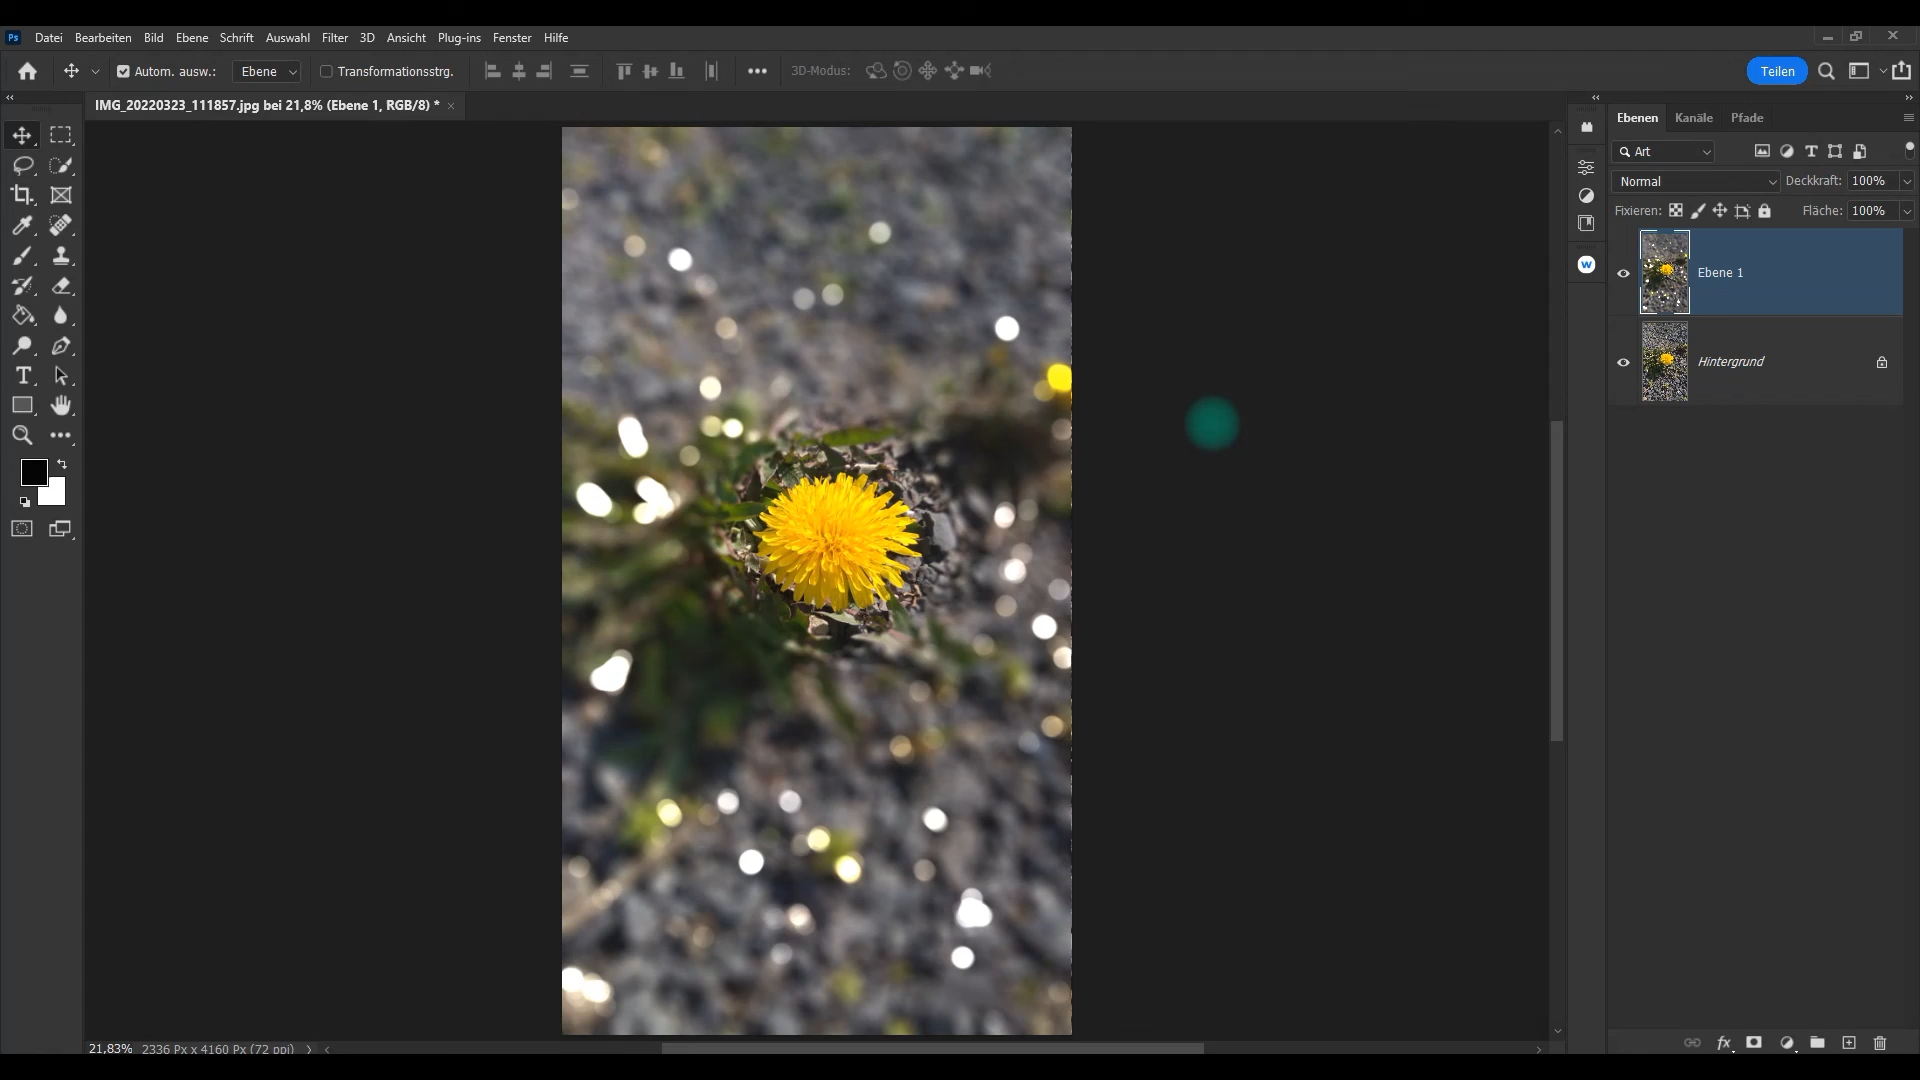 Ps Datei Bearbeiten Bild Ebene Schrift Auswahl Filter 3D Ansicht Plug-ins Fenster Hilfe
Autom. ausw.: Ebene Transformationsstrg. 3D-Modus: Teilen
IMG_20220323_111857.jpg bei 21,8% (Ebene 1, RGB/8) *
Ebenen Kanäle Pfade
Art
Normal Deckkraft: 100%
Fixieren: Fläche: 100%
Ebene 1
Hintergrund
21,83% 2336 Px x 4160 Px (72 ppi)